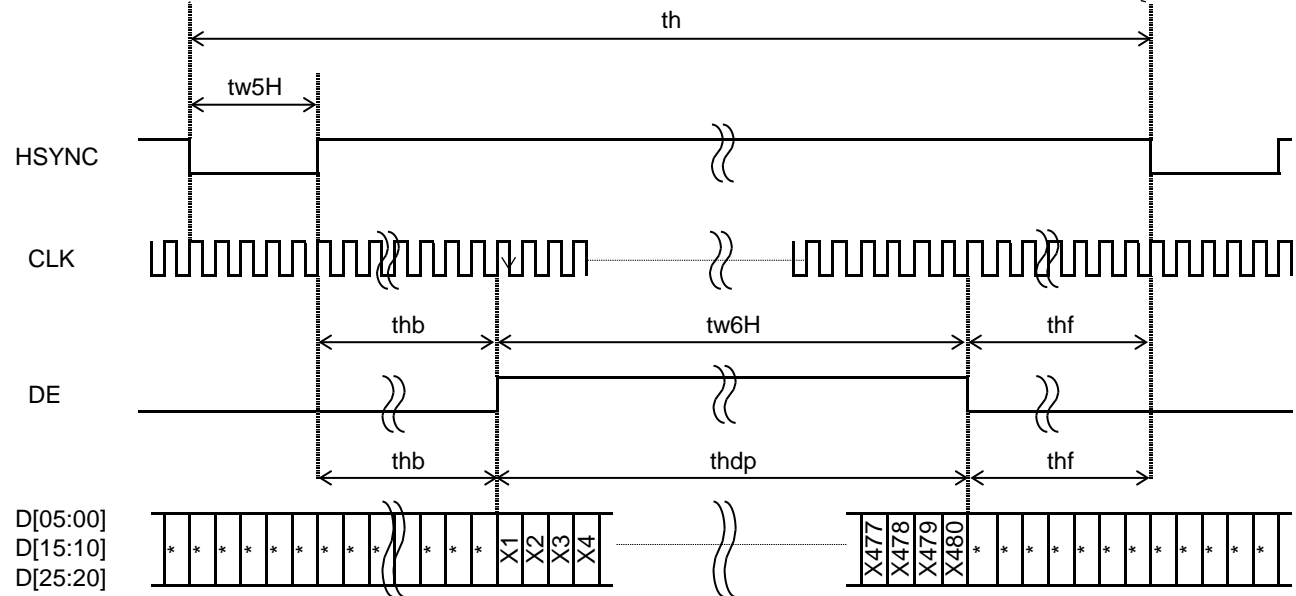 th
tw5H
HSYNC
CLK
thb tw6H thf
DE
thb thdp thf
D[05:00]
D[15:10]
D[25:20]
* * * * * * * * * * * * X1 X2 X3 X4 X477 X478 X479 X480 * * * * * * * * * * * *